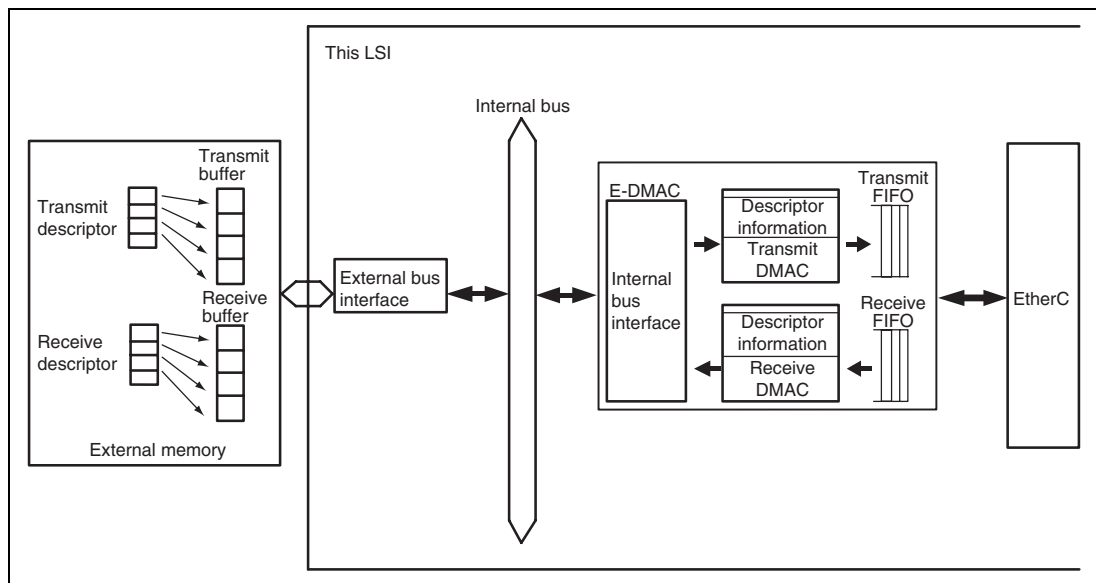 This LSI
Internal bus
Transmit
buffer
Transmit
descriptor
Receive
buffer
Receive
descriptor
External memory
External bus
interface
E-DMAC
Internal
bus
interface
Descriptor
information
Transmit
DMAC
Transmit
FIFO
Descriptor
information
Receive
DMAC
Receive
FIFO
EtherC